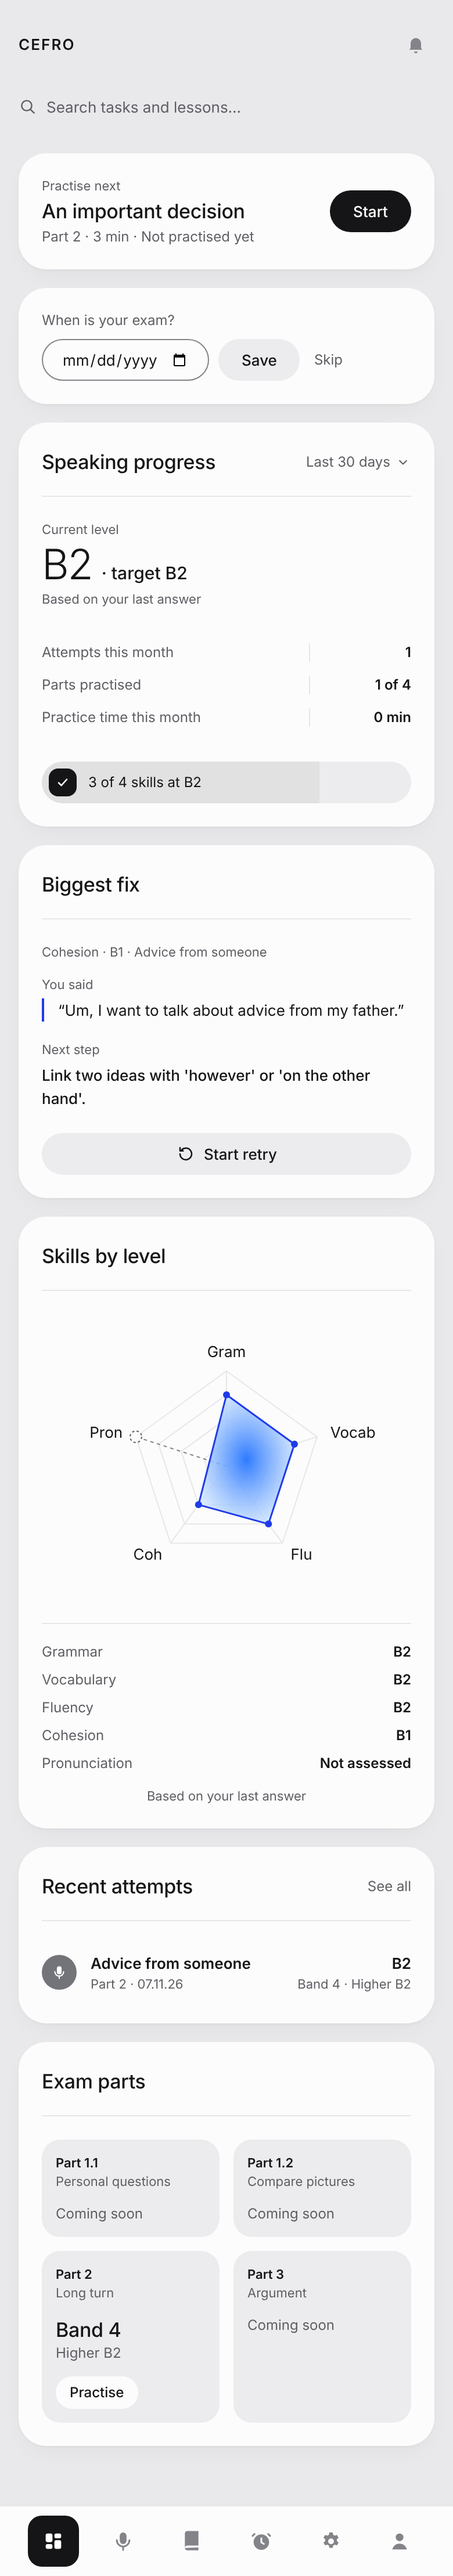 CEFRO
Search tasks and lessons...
Practise next
An important decision
Part 2 · 3 min · Not practised yet
Start
When is your exam?
mm/dd/yyyy
Save
Skip
Speaking progress
Last 30 days
Current level
B2 · target B2
Based on your last answer
Attempts this month 1
Parts practised 1 of 4
Practice time this month 0 min
3 of 4 skills at B2
Biggest fix
Cohesion · B1 · Advice from someone
You said
“Um, I want to talk about advice from my father.”
Next step
Link two ideas with 'however' or 'on the other
hand'.
Start retry
Skills by level
Gram
Pron
Vocab
Coh
Flu
Grammar B2
Vocabulary B2
Fluency B2
Cohesion B1
Pronunciation Not assessed
Based on your last answer
Recent attempts
See all
Advice from someone B2
Part 2 · 07.11.26 Band 4 · Higher B2
Exam parts
Part 1.1
Personal questions
Coming soon
Part 1.2
Compare pictures
Coming soon
Part 2
Long turn
Band 4
Higher B2
Practise
Part 3
Argument
Coming soon